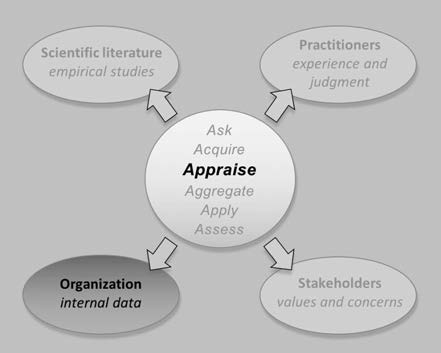 Scientific literature
empirical studies
Practitioners
experience and
judgment
Ask
Acquire
Appraise
Aggregate
Apply
Assess
Organization
internal data
Stakeholders
values and concerns